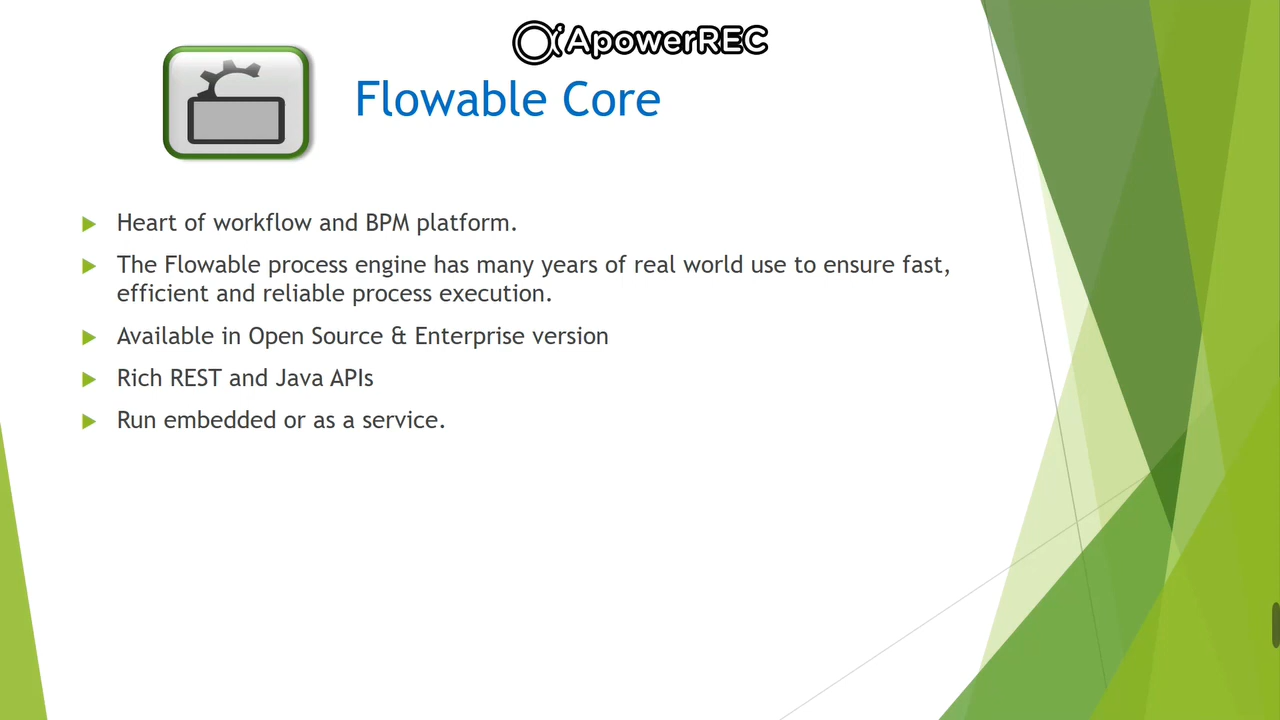 ApowerREC
Flowable Core
Heart of workflow and BPM platform.
The Flowable process engine has many years of real world use to ensure fast,
efficient and reliable process execution.
Available in Open Source & Enterprise version
Rich REST and Java APIs
Run embedded or as a service.